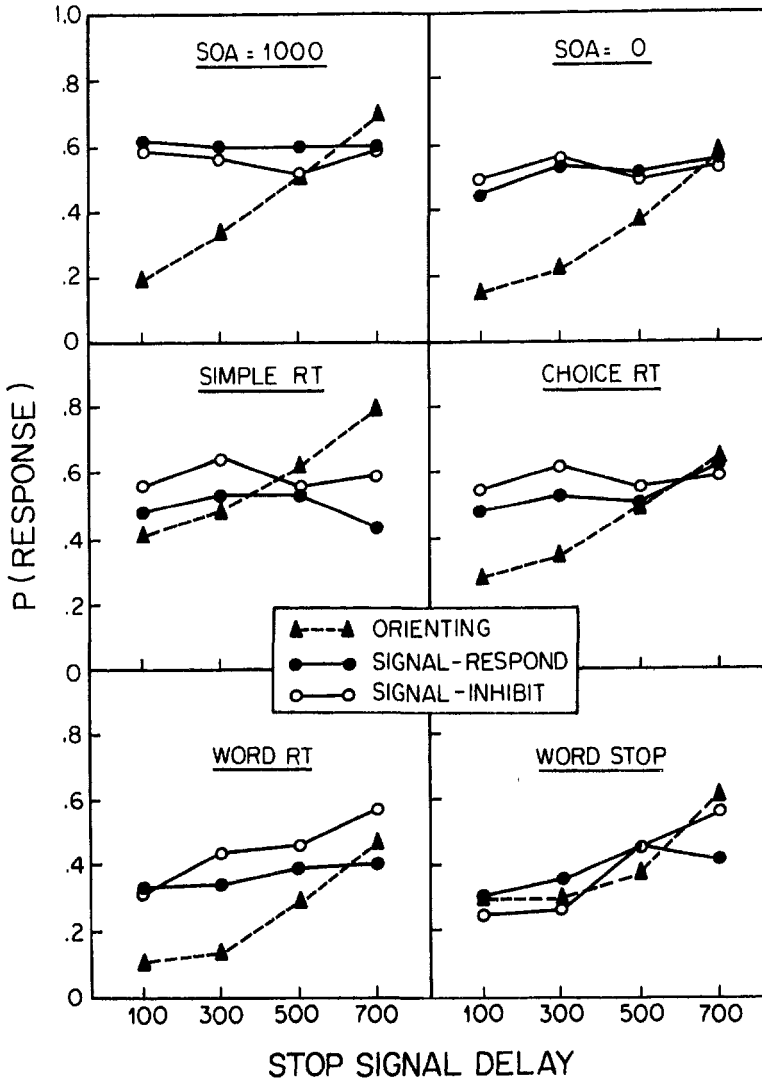 1.0
.8
.6
.4
.2
0
SOA = 1000
SOA = 0
.8
.6
.4
.2
0
SIMPLE RT
CHOICE RT
P(RESPONSE)
ORIENTING
SIGNAL-RESPOND
SIGNAL-INHIBIT
.8
.6
.4
.2
0
WORD RT
WORD STOP
100 300 500 700 100 300 500 700
STOP SIGNAL DELAY